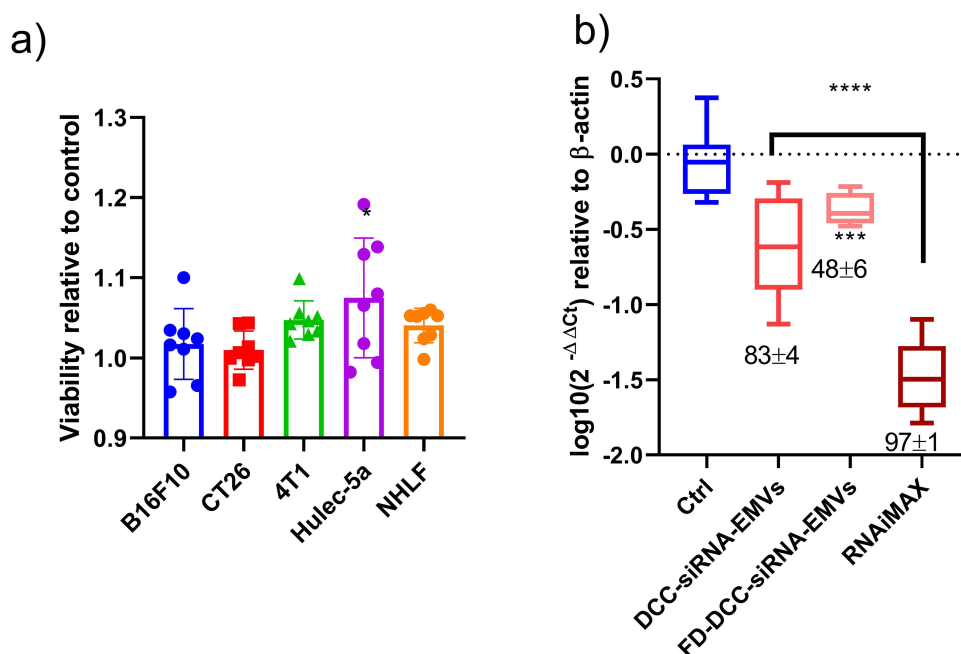 a)
Viability relative to control
1.3
1.2
1.1
1.0
0.9
*
B16F10
CT26
4T1
Hulec-5a
NHLF
b)
log10(2^-ΔΔCt) relative to β-actin
0.5
0.0
-0.5
-1.0
-1.5
-2.0
****
***
48±6
83±4
97±1
Ctrl
DCC-siRNA-EMVs
FD-DCC-siRNA-EMVs
RNAiMAX